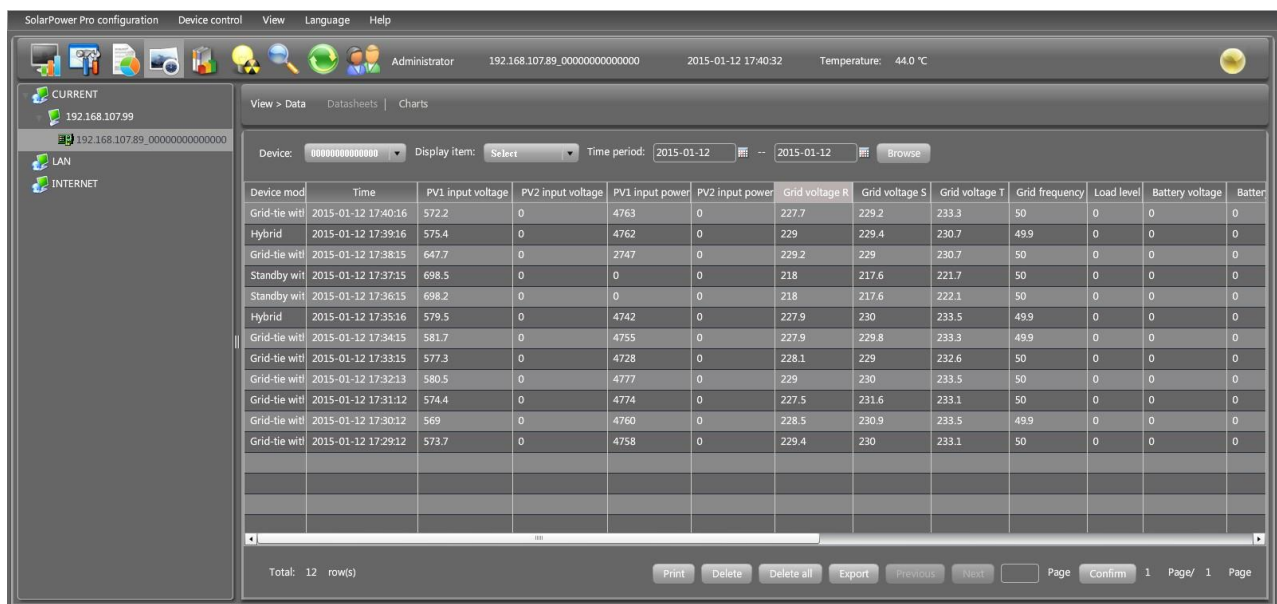 SolarPower Pro configuration Device control View Language Help
Administrator 192.168.107.89_00000000000000 2015-01-12 17:40:32 Temperature: 44.0 ℃
CURRENT
192.168.107.99
192.168.107.89_00000000000000
LAN
INTERNET
View > Data Datasheets | Charts
Device: 00000000000000 Display item: Select Time period: 2015-01-12 -- 2015-01-12 Browse
Device mod Time PV1 input voltage PV2 input voltage PV1 input power PV2 input power Grid voltage R Grid voltage S Grid voltage T Grid frequency Load level Battery voltage Batter
Grid-tie with 2015-01-12 17:40:16 572.2 0 4763 0 227.7 229.2 233.3 50 0 0 0
Hybrid 2015-01-12 17:39:16 575.4 0 4762 0 229 229.4 230.7 49.9 0 0 0
Grid-tie with 2015-01-12 17:38:15 647.7 0 2747 0 229.2 229 230.7 50 0 0 0
Standby wit 2015-01-12 17:37:15 698.5 0 0 0 218 217.6 221.7 50 0 0 0
Standby wit 2015-01-12 17:36:15 698.2 0 0 0 218 217.6 222.1 50 0 0 0
Hybrid 2015-01-12 17:35:16 579.5 0 4742 0 227.9 230 233.5 49.9 0 0 0
Grid-tie with 2015-01-12 17:34:15 581.7 0 4755 0 227.9 229.8 233.3 49.9 0 0 0
Grid-tie with 2015-01-12 17:33:15 577.3 0 4728 0 228.1 229 232.6 50 0 0 0
Grid-tie with 2015-01-12 17:32:13 580.5 0 4777 0 229 230 233.5 50 0 0 0
Grid-tie with 2015-01-12 17:31:12 574.4 0 4774 0 227.5 231.6 233.1 50 0 0 0
Grid-tie with 2015-01-12 17:30:12 569 0 4760 0 228.5 230.9 233.5 49.9 0 0 0
Grid-tie with 2015-01-12 17:29:12 573.7 0 4758 0 229.4 230 233.1 50 0 0 0
Total: 12 row(s) Print Delete Delete all Export Previous Next Page Confirm 1 Page/ 1 Page